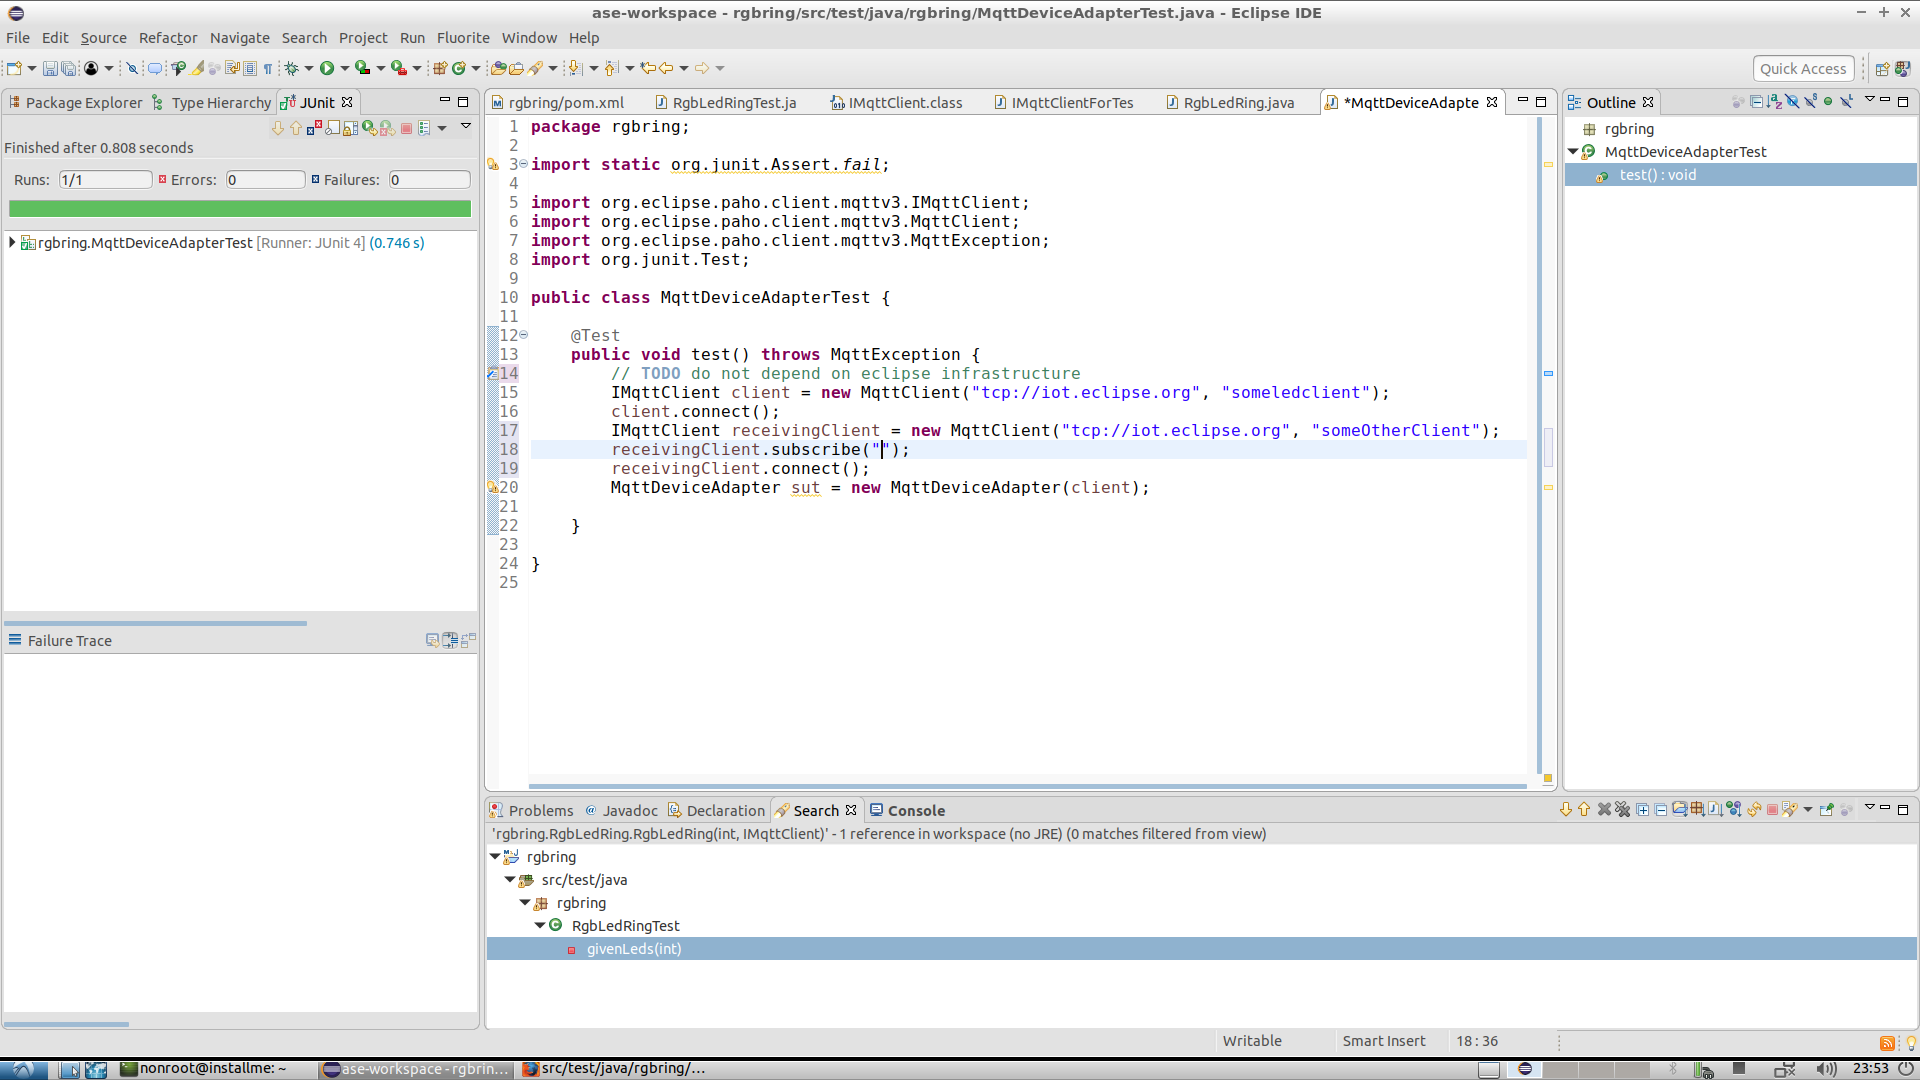 ase-workspace - rgbring/src/test/java/rgbring/MqttDeviceAdapterTest.java - Eclipse IDE
File Edit Source Refactor Navigate Search Project Run Fluorite Window Help
Quick Access
Package Explorer Type Hierarchy JUnit
Finished after 0.808 seconds
Runs: 1/1 Errors: 0 Failures: 0
rgbring.MqttDeviceAdapterTest [Runner: JUnit 4] (0.746 s)
Failure Trace
rgbring/pom.xml RgbLedRingTest.ja IMqttClient.class IMqttClientForTes RgbLedRing.java *MqttDeviceAdapte
1 package rgbring;
2
3 import static org.junit.Assert.fail;
4
5 import org.eclipse.paho.client.mqttv3.IMqttClient;
6 import org.eclipse.paho.client.mqttv3.MqttClient;
7 import org.eclipse.paho.client.mqttv3.MqttException;
8 import org.junit.Test;
9
10 public class MqttDeviceAdapterTest {
11
12 @Test
13 public void test() throws MqttException {
14 // TODO do not depend on eclipse infrastructure
15 IMqttClient client = new MqttClient("tcp://iot.eclipse.org", "someledclient");
16 client.connect();
17 IMqttClient receivingClient = new MqttClient("tcp://iot.eclipse.org", "someOtherClient");
18 receivingClient.subscribe("");
19 receivingClient.connect();
20 MqttDeviceAdapter sut = new MqttDeviceAdapter(client);
21
22 }
23
24 }
25
Outline
rgbring
MqttDeviceAdapterTest
test() : void
Problems Javadoc Declaration Search Console
'rgbring.RgbLedRing.RgbLedRing(int, IMqttClient)' - 1 reference in workspace (no JRE) (0 matches filtered from view)
rgbring
src/test/java
rgbring
RgbLedRingTest
givenLeds(int)
Writable Smart Insert 18 : 36
nonroot@installme: ~ ase-workspace - rgbrin... src/test/java/rgbring/... 23:53